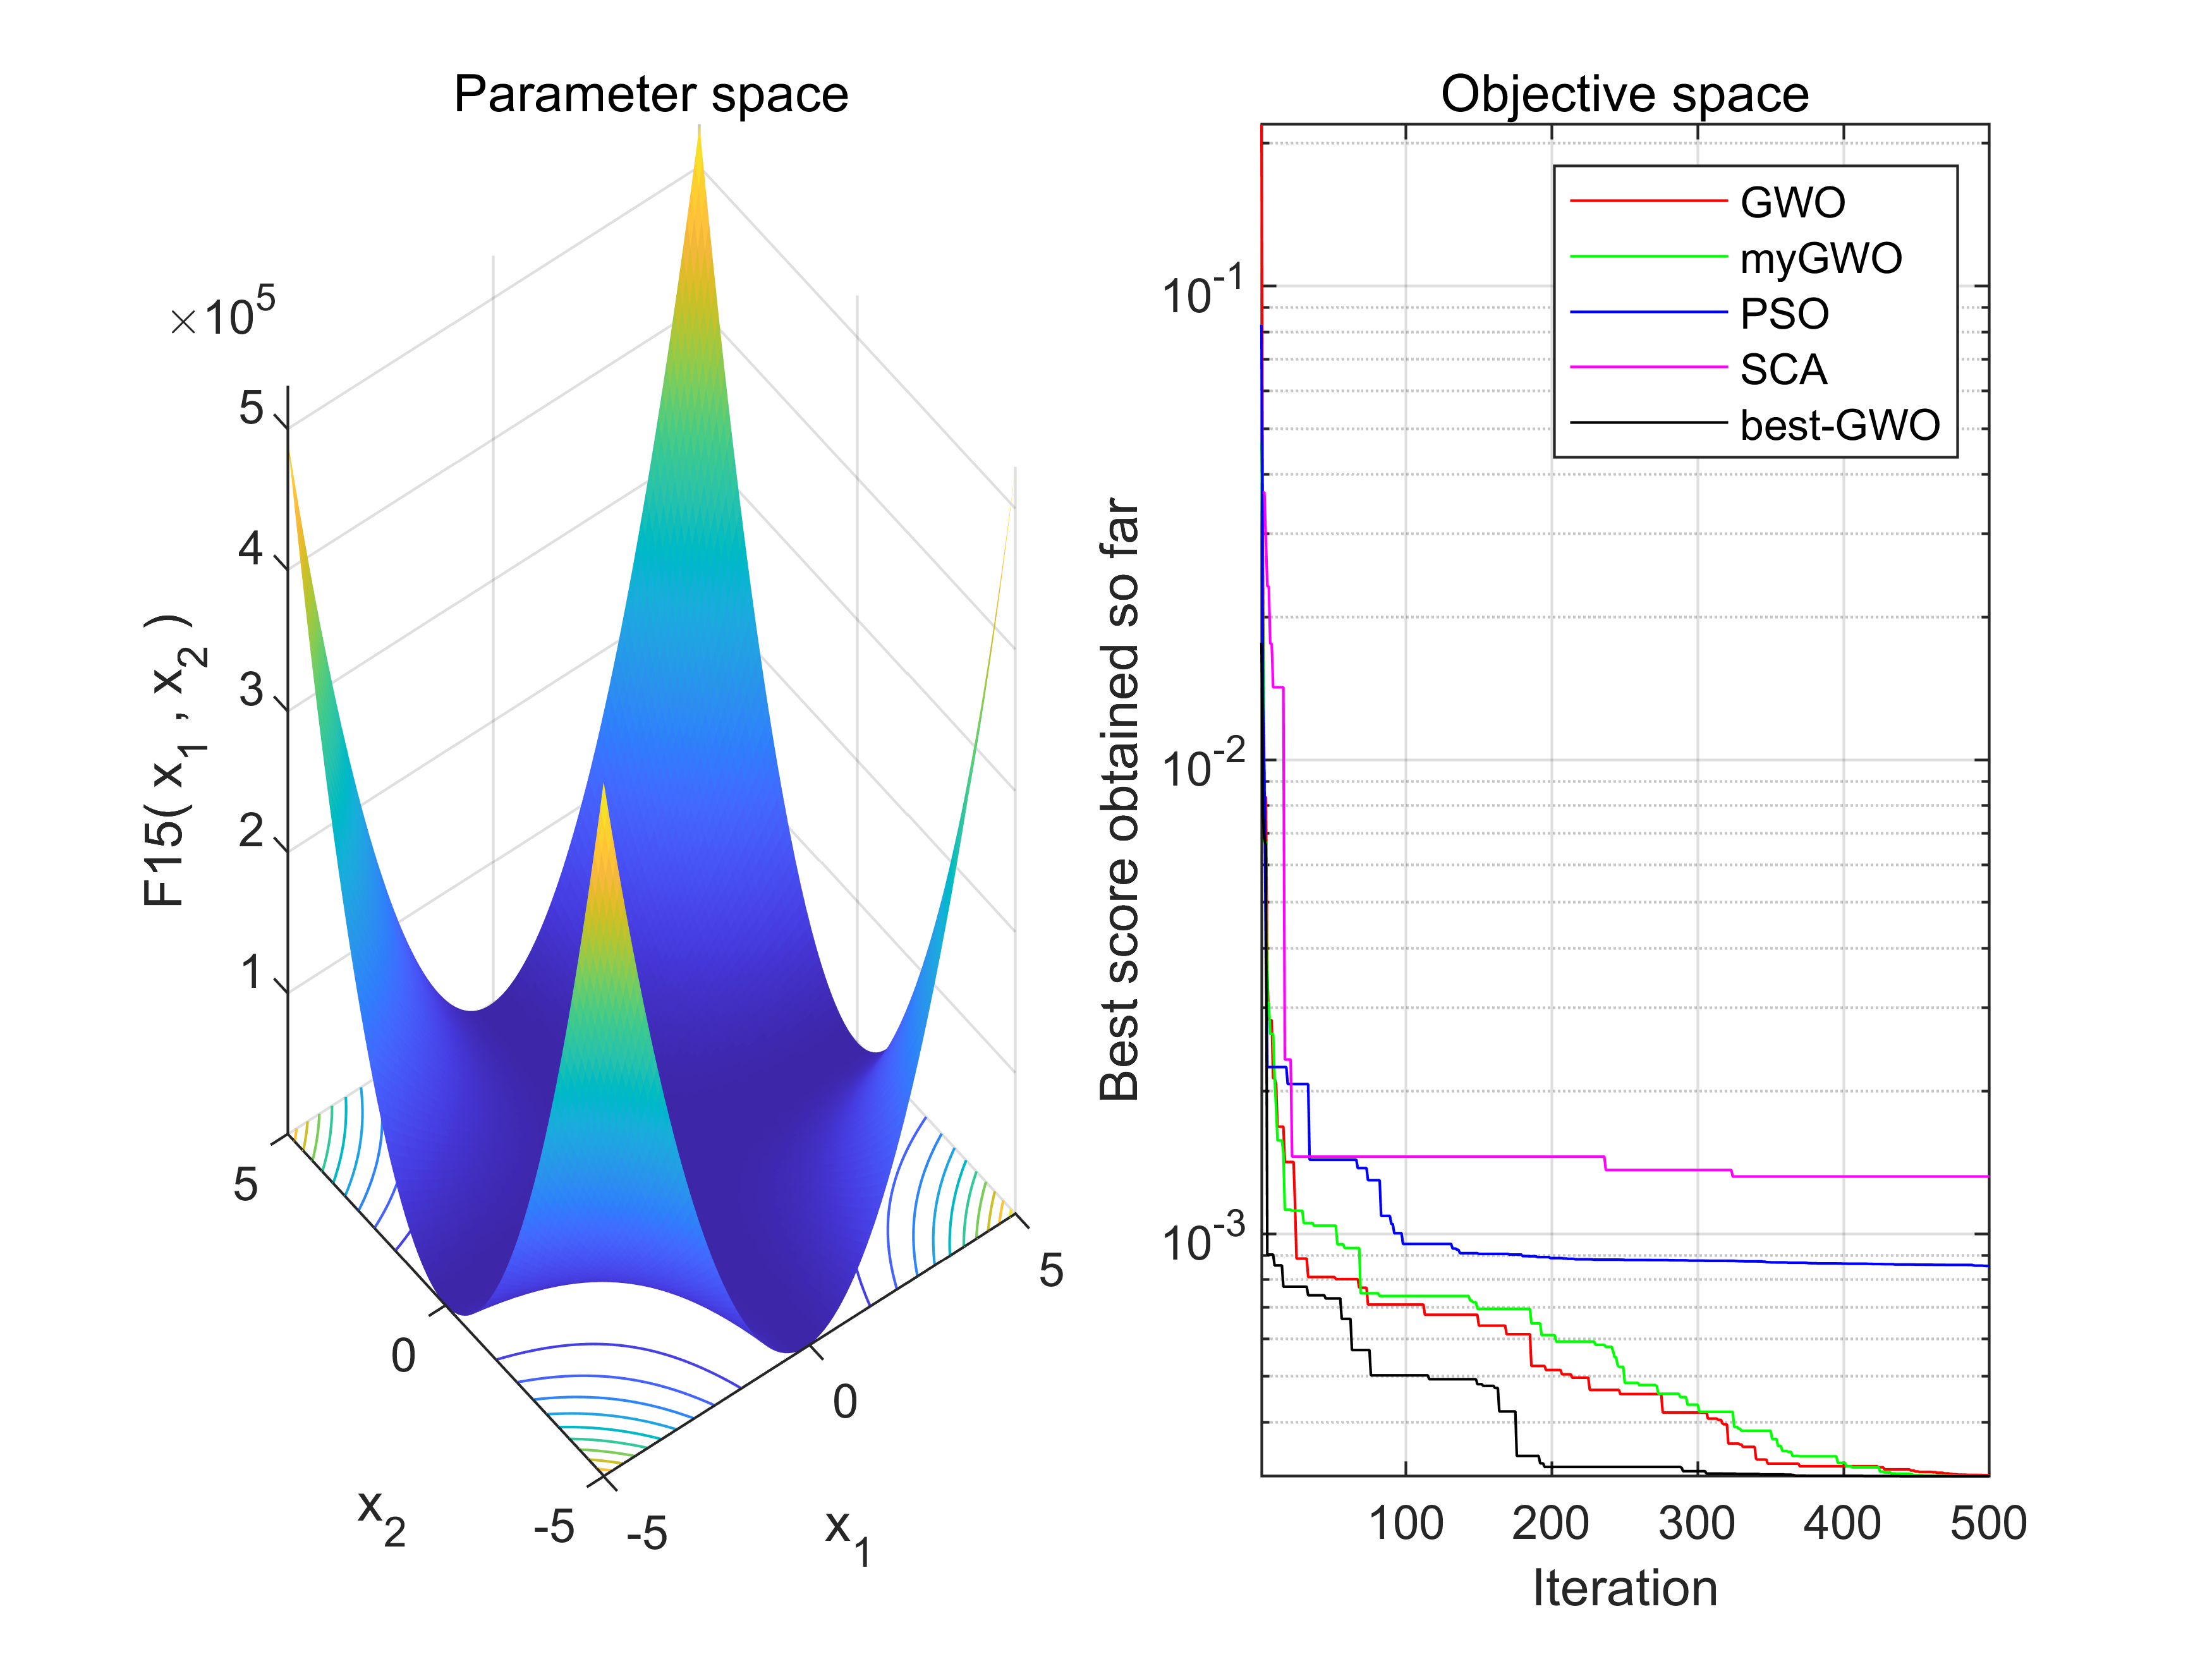 Parameter space
×10^5
5
4
3
2
1
F15( x_1 , x_2 )
5
0
-5
x_2
-5
0
5
x_1
Objective space
GWO
myGWO
PSO
SCA
best-GWO
10^-1
10^-2
10^-3
Best score obtained so far
100 200 300 400 500
Iteration